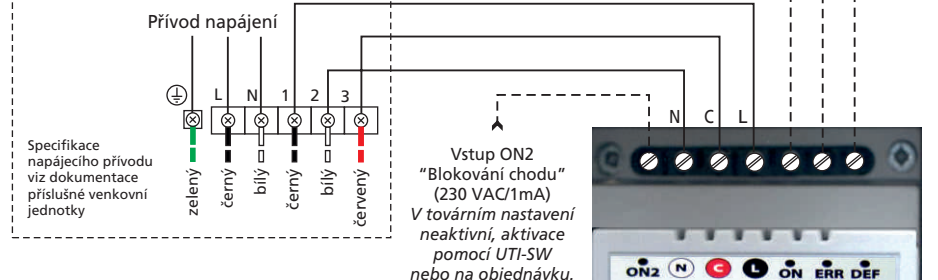 Přívod napájení
L N 1 2 3
N C L
Specifikace
napájecího přívodu
viz dokumentace
příslušné venkovní
jednotky
zelený
černý
bílý
černý
bílý
červený
Vstup ON2
"Blokování chodu"
(230 VAC/1mA)
V továrním nastavení
neaktivní, aktivace
pomocí UTI-SW
nebo na objednávku.
ON2 N C L ON ERR DEF